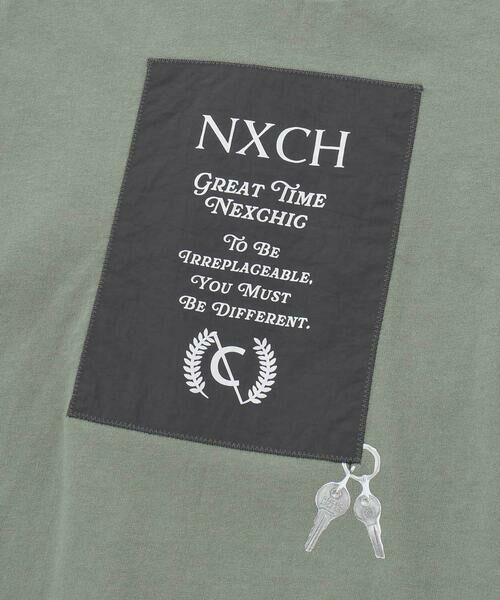 NXCH
GREAT TIME
NEXCHIC
TO BE
IRREPLACEABLE,
YOU MUST
BE DIFFERENT.
C